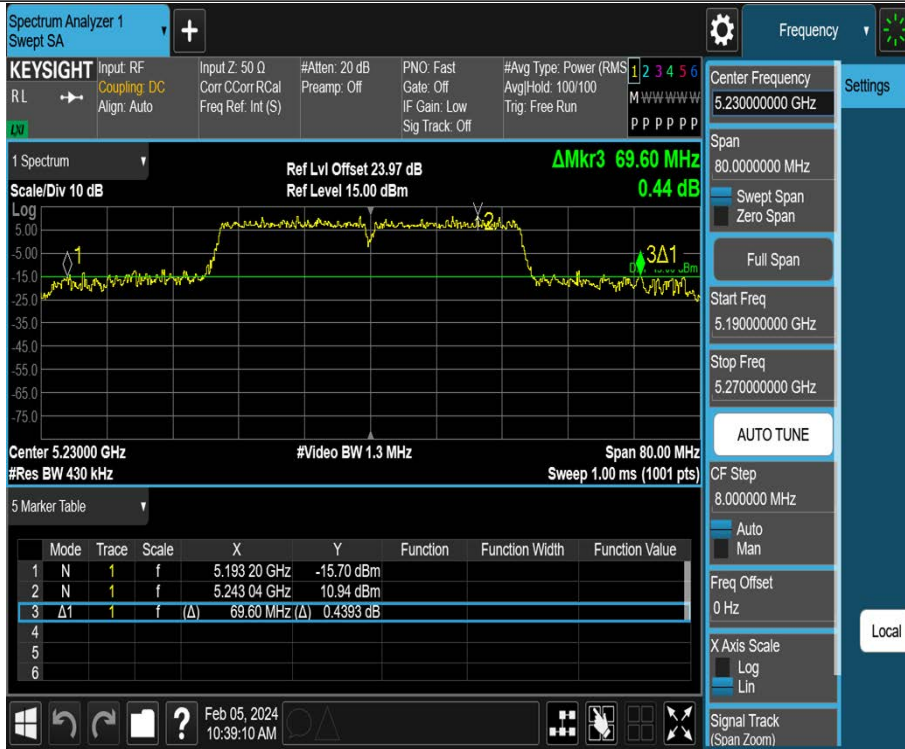 Spectrum Analyzer 1
Swept SA
+
Frequency
KEYSIGHT
RL
LXI
Input: RF
Coupling: DC
Align: Auto
Input Z: 50 Ω
Corr CCorr RCal
Freq Ref: Int (S)
#Atten: 20 dB
Preamp: Off
PNO: Fast
Gate: Off
IF Gain: Low
Sig Track: Off
#Avg Type: Power (RMS
Avg|Hold: 100/100
Trig: Free Run
1 2 3 4 5 6
M W W W W W
P P P P P P
1 Spectrum
Scale/Div 10 dB
Ref Lvl Offset 23.97 dB
Ref Level 15.00 dBm
ΔMkr3 69.60 MHz
0.44 dB
Log
5.00
-5.00
-15.0
-25.0
-35.0
-45.0
-55.0
-65.0
-75.0
1
2
3Δ1
Center 5.23000 GHz
#Res BW 430 kHz
#Video BW 1.3 MHz
Span 80.00 MHz
Sweep 1.00 ms (1001 pts)
5 Marker Table
Mode Trace Scale X Y Function Function Width Function Value
1 N 1 f 5.193 20 GHz -15.70 dBm
2 N 1 f 5.243 04 GHz 10.94 dBm
3 Δ1 1 f (Δ) 69.60 MHz (Δ) 0.4393 dB
4
5
6
?
Feb 05, 2024
10:39:10 AM
Center Frequency
5.230000000 GHz
Settings
Span
80.0000000 MHz
Swept Span
Zero Span
Full Span
Start Freq
5.190000000 GHz
Stop Freq
5.270000000 GHz
AUTO TUNE
CF Step
8.000000 MHz
Auto
Man
Freq Offset
0 Hz
Local
X Axis Scale
Log
Lin
Signal Track
(Span Zoom)